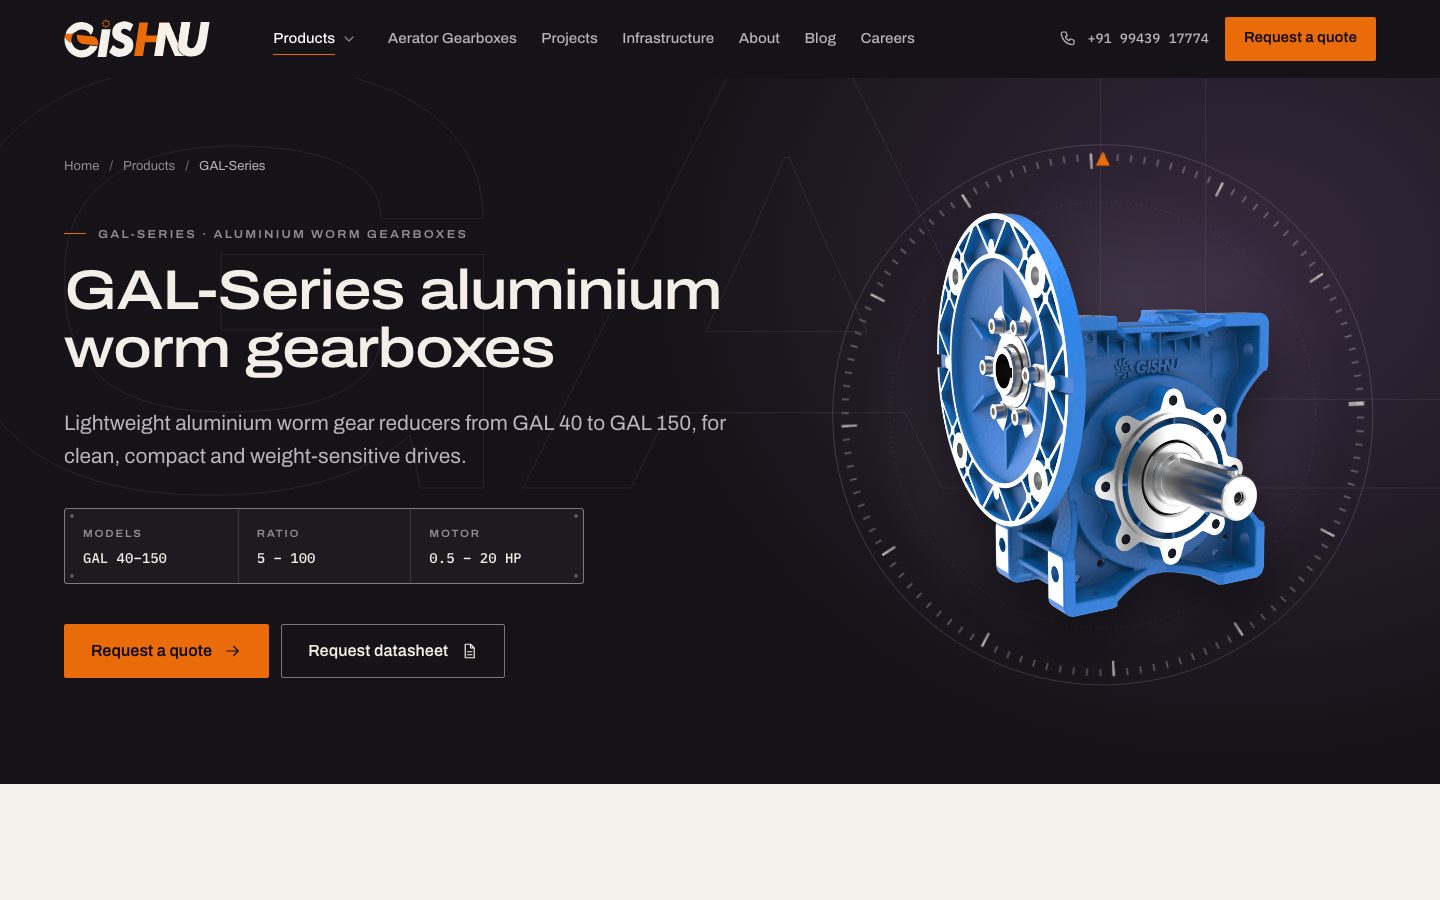 GISHNU
Products
Aerator Gearboxes
Projects
Infrastructure
About
Blog
Careers
+91 99439 17774
Request a quote
Home / Products / GAL-Series
GAL-SERIES · ALUMINIUM WORM GEARBOXES
GAL-Series aluminium
worm gearboxes
Lightweight aluminium worm gear reducers from GAL 40 to GAL 150, for
clean, compact and weight-sensitive drives.
MODELS
GAL 40–150
RATIO
5 – 100
MOTOR
0.5 – 20 HP
Request a quote
Request datasheet
GISHNU
GA